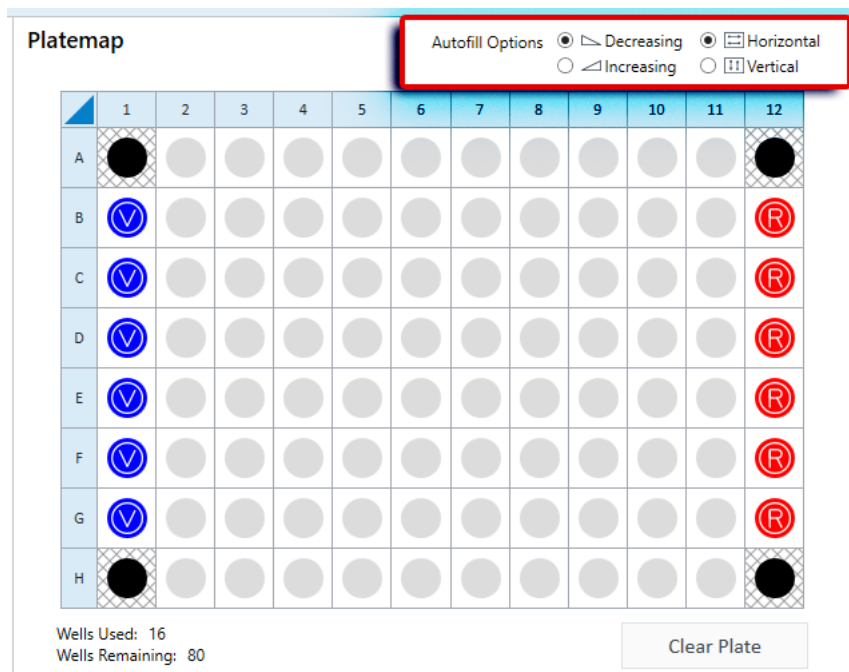 Platemap
Autofill Options Decreasing Horizontal
Increasing Vertical
1 2 3 4 5 6 7 8 9 10 11 12
A
B V R
C V R
D V R
E V R
F V R
G V R
H
Wells Used: 16
Wells Remaining: 80
Clear Plate